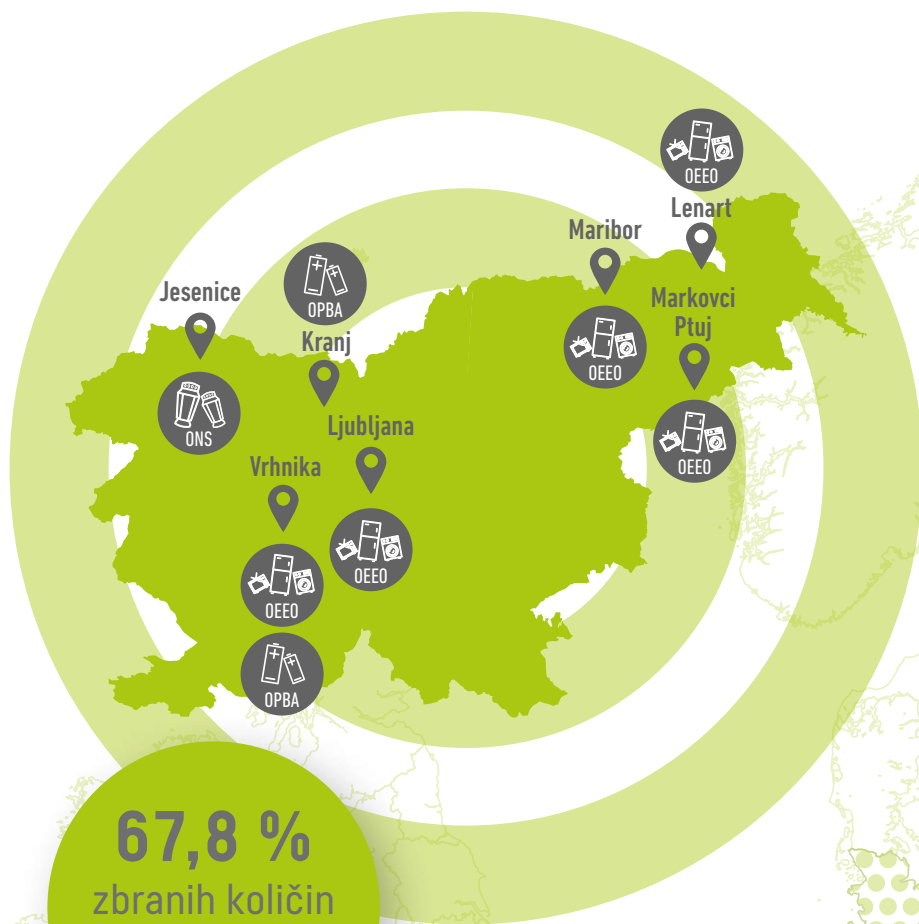 OEEO
Lenart
Maribor
Markovci
Ptuj
OEEO
OEEO
Jesenice
ONS
OPBA
Kranj
Ljubljana
OEEO
Vrhnika
OEEO
OPBA
67,8 %
zbranih količin